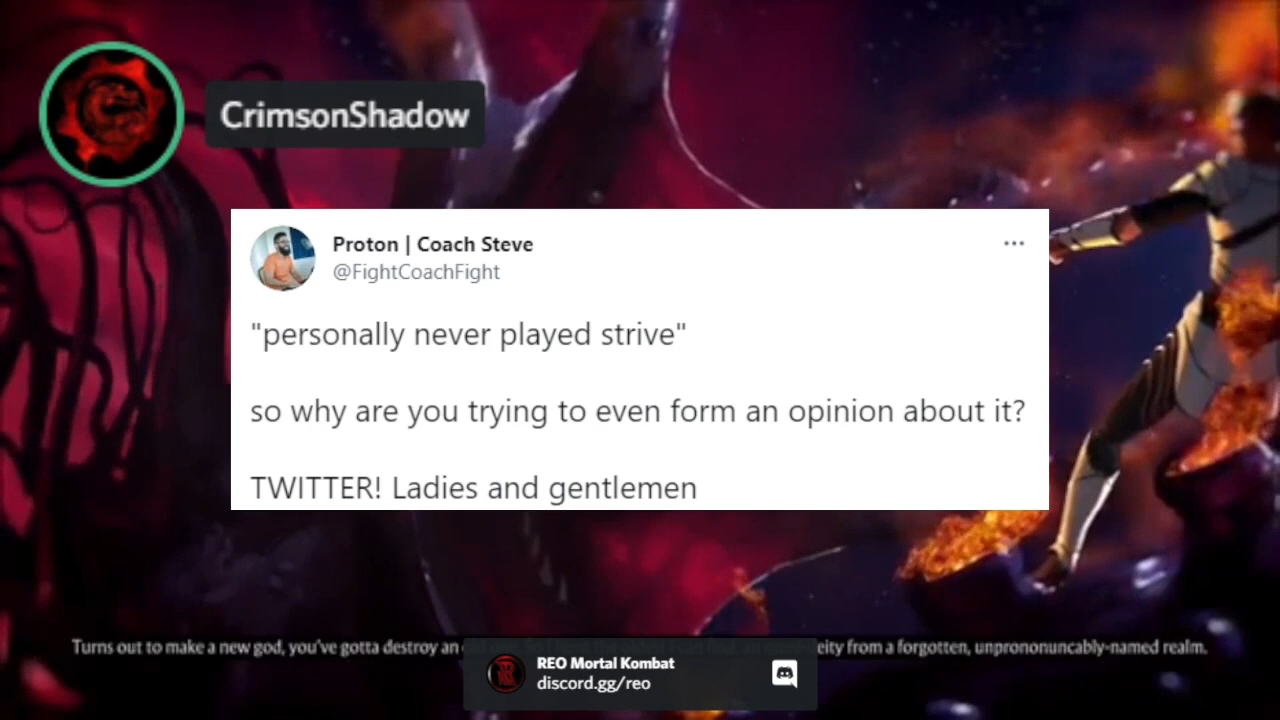 CrimsonShadow
Proton | Coach Steve
@FightCoachFight
"personally never played strive"
so why are you trying to even form an opinion about it?
TWITTER! Ladies and gentlemen
Turns out to make a new god, you've gotta destroy an eity from a forgotten, unprononuncably-named realm.
REO Mortal Kombat
discord.gg/reo